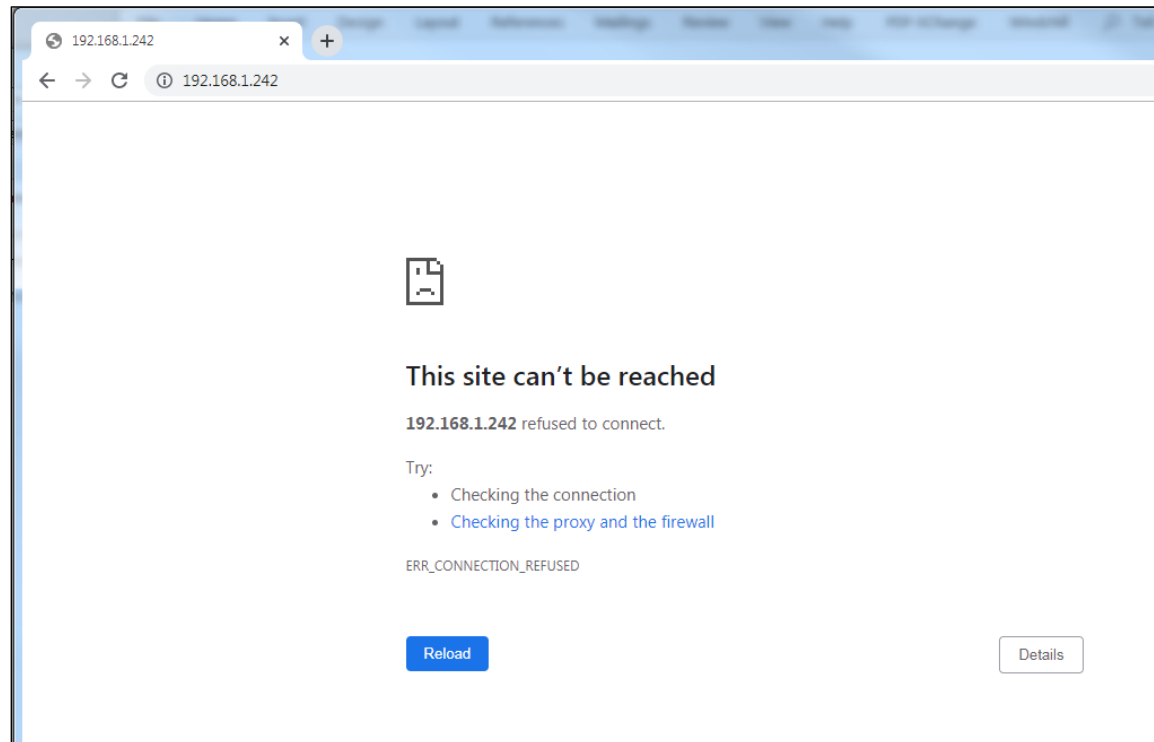 192.168.1.242
192.168.1.242
This site can't be reached
192.168.1.242 refused to connect.
Try:
• Checking the connection
• Checking the proxy and the firewall
ERR_CONNECTION_REFUSED
Reload
Details